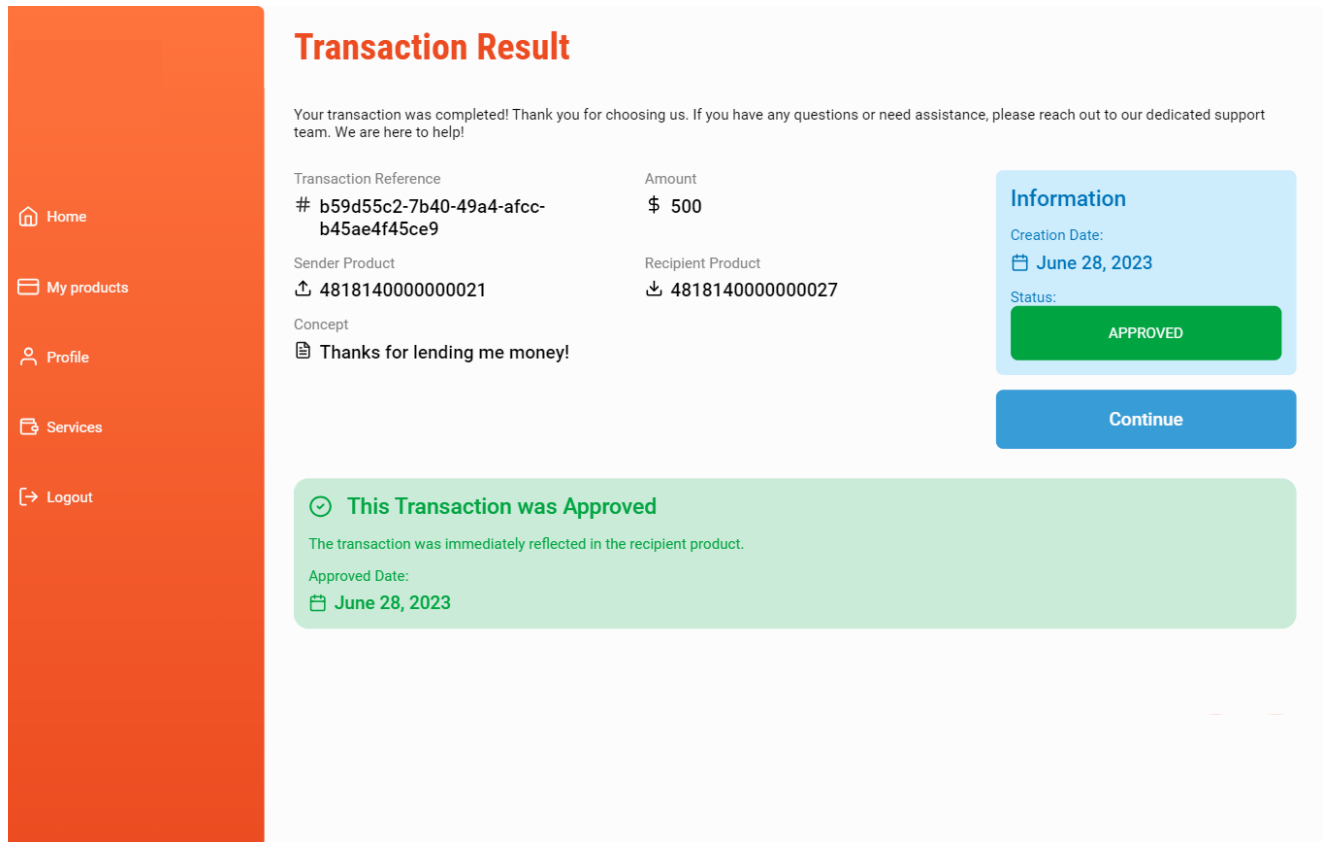 Transaction Result
Your transaction was completed! Thank you for choosing us. If you have any questions or need assistance, please reach out to our dedicated support
team. We are here to help!
Home
My products
Profile
Services
Logout
Transaction Reference
# b59d55c2-7b40-49a4-afcc-
b45ae4f45ce9
Amount
$ 500
Sender Product
4818140000000021
Recipient Product
4818140000000027
Concept
Thanks for lending me money!
Information
Creation Date:
June 28, 2023
Status:
APPROVED
Continue
This Transaction was Approved
The transaction was immediately reflected in the recipient product.
Approved Date:
June 28, 2023